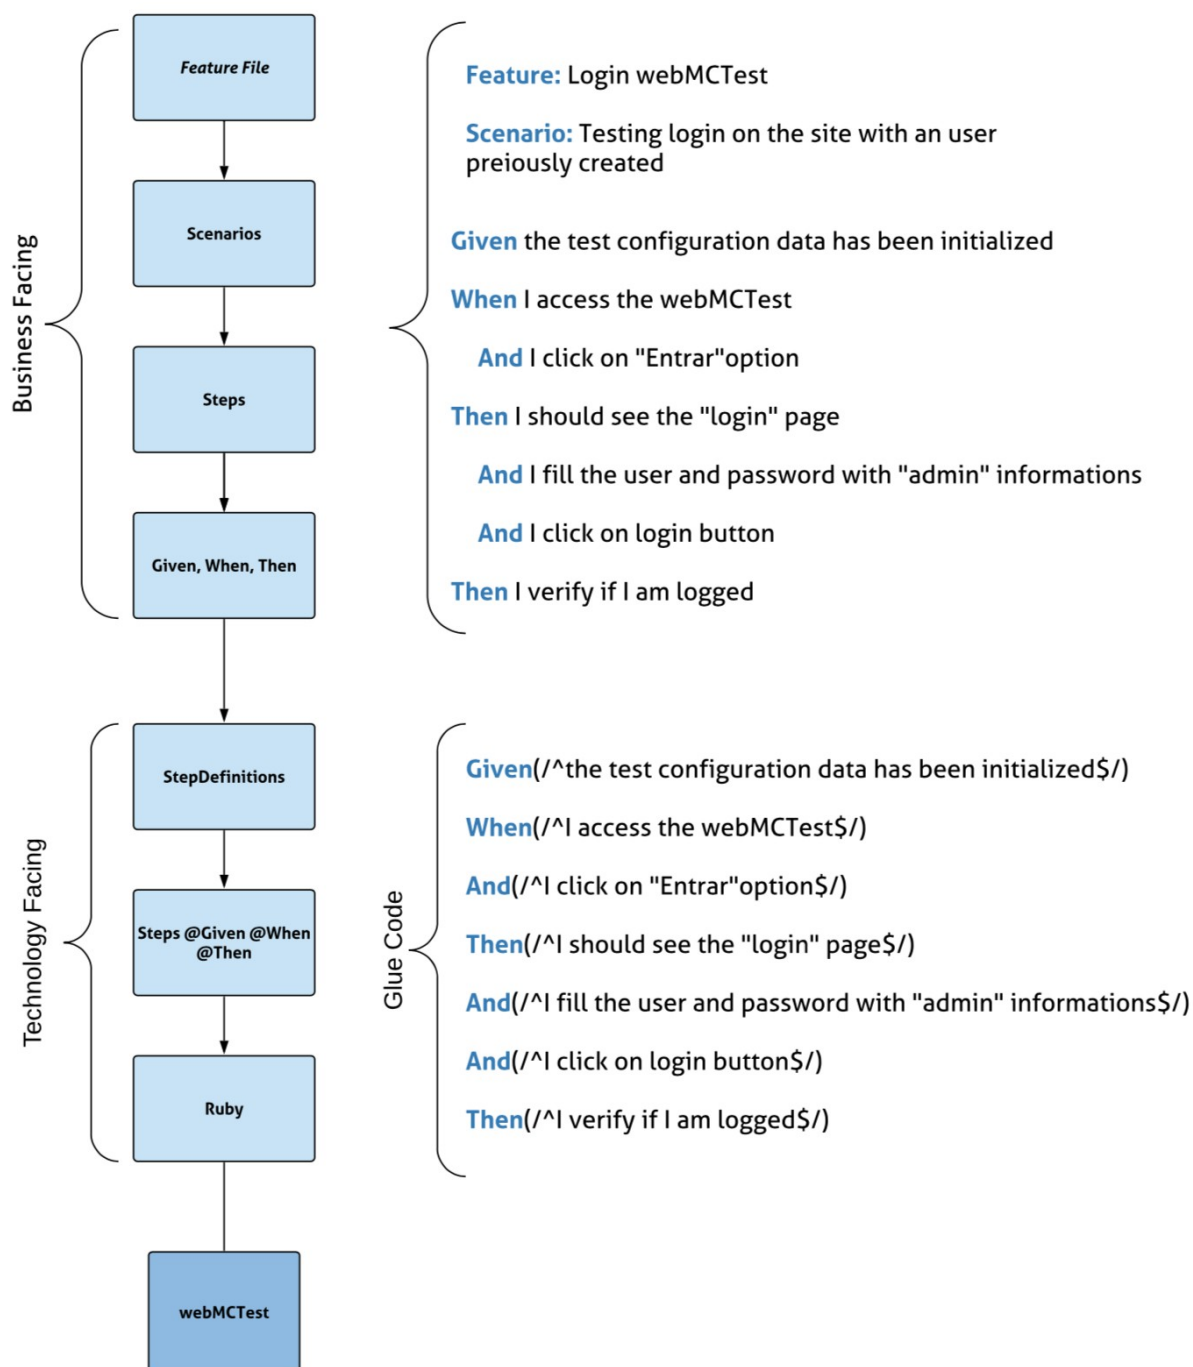 Business Facing
Feature File
Scenarios
Steps
Given, When, Then
Feature: Login webMCTest
Scenario: Testing login on the site with an user
preiously created
Given the test configuration data has been initialized
When I access the webMCTest
And I click on "Entrar"option
Then I should see the "login" page
And I fill the user and password with "admin" informations
And I click on login button
Then I verify if I am logged
Technology Facing
StepDefinitions
Steps @Given @When
@Then
Ruby
Glue Code
Given(/^the test configuration data has been initialized$/)
When(/^I access the webMCTest$/)
And(/^I click on "Entrar"option$/)
Then(/^I should see the "login" page$/)
And(/^I fill the user and password with "admin" informations$/)
And(/^I click on login button$/)
Then(/^I verify if I am logged$/)
webMCTest